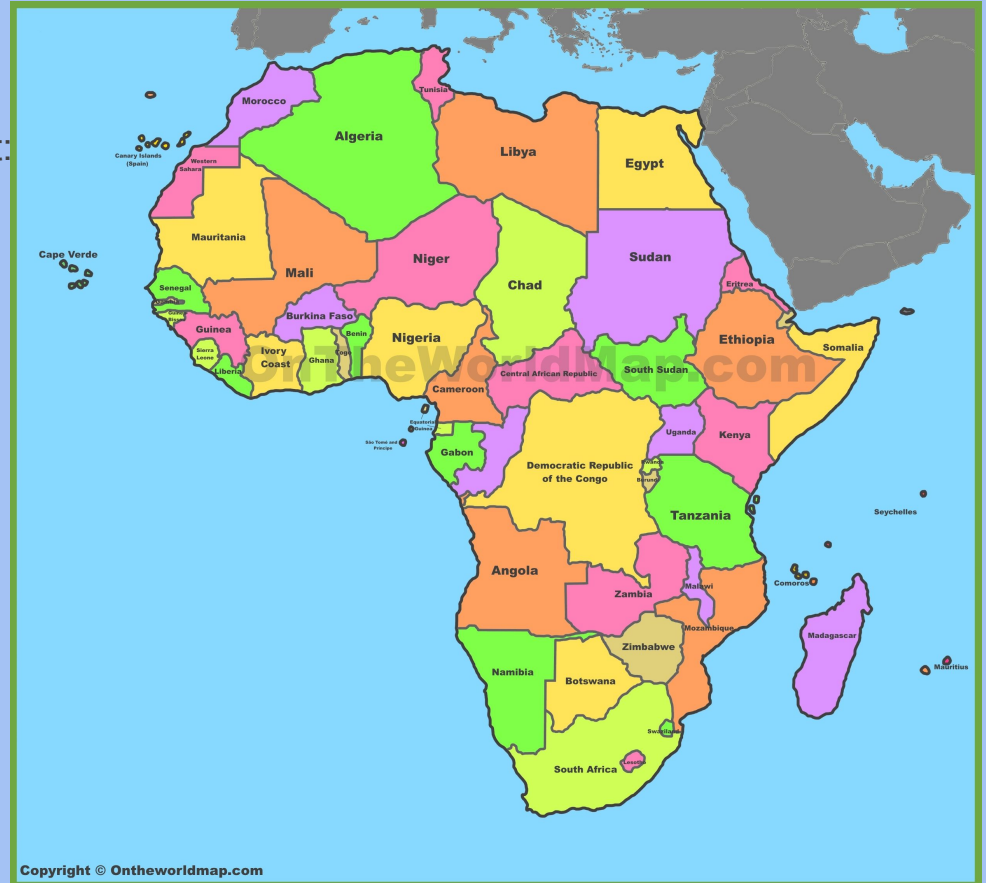 Tunisia
Morocco
Algeria
Libya
Egypt
Canary Islands
(Spain)
Western
Sahara
Mauritania
Cape Verde
Mali
Niger
Chad
Sudan
Eritrea
Senegal
Guinea
Burkina Faso
Benin
Nigeria
Ethiopia
Somalia
Sierra
Leone
Liberia
Ivory
Coast
Ghana
Togo
Cameroon
Central African Republic
South Sudan
OnTheWorldMap.com
Equatorial
Guinea
São Tomé and
Principe
Gabon
Democratic Republic
of the Congo
Uganda
Kenya
Rwanda
Burundi
Tanzania
Seychelles
Angola
Zambia
Malawi
Comoros
Mozambique
Madagascar
Mauritius
Zimbabwe
Namibia
Botswana
Swaziland
South Africa
Lesotho
Copyright © Ontheworldmap.com